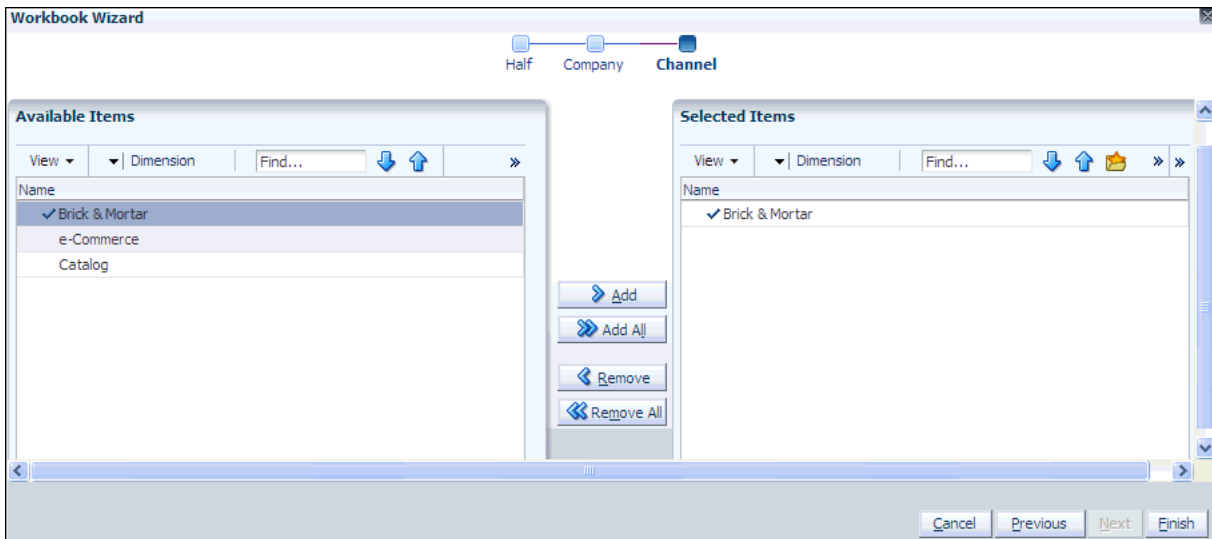 Workbook Wizard
Half Company Channel
Available Items
View Dimension Find...
Name
Brick & Mortar
e-Commerce
Catalog
Add
Add All
Remove
Remove All
Selected Items
View Dimension Find...
Name
Brick & Mortar
Cancel Previous Next Finish